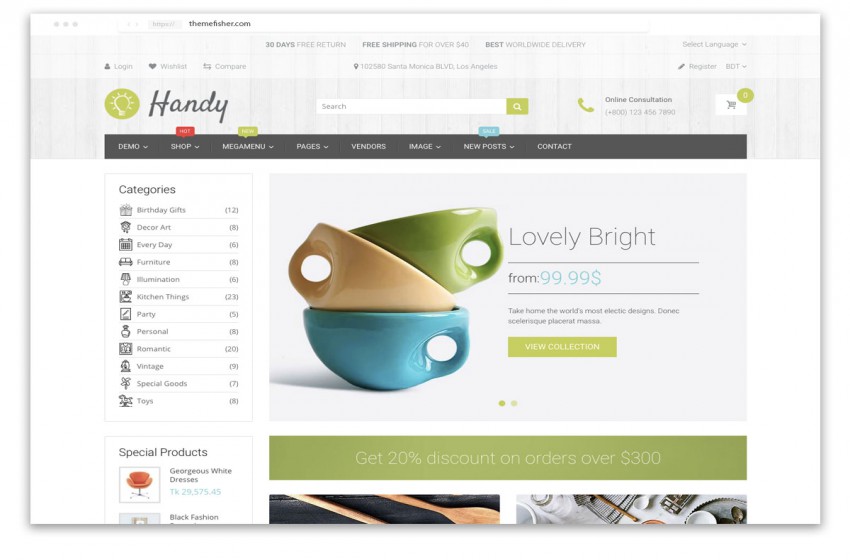 https:// themefisher.com
30 DAYS FREE RETURN FREE SHIPPING FOR OVER $40 BEST WORLDWIDE DELIVERY Select Language
Login Wishlist Compare 102580 Santa Monica BLVD, Los Angeles Register BDT
Handy
Search
Online Consultation
(+800) 123 456 7890
0
HOT NEW SALE
DEMO SHOP MEGAMENU PAGES VENDORS IMAGE NEW POSTS CONTACT
Categories
Birthday Gifts (12)
Decor Art (8)
Every Day (6)
Furniture (8)
Illumination (6)
Kitchen Things (23)
Party (5)
Personal (8)
Romantic (20)
Vintage (9)
Special Goods (7)
Toys (8)
Lovely Bright
from:99.99$
Take home the world's most electic designs. Donec
scelerisque placerat massa.
VIEW COLLECTION
Special Products
Georgeous White
Dresses
Tk 29,575.45
Black Fashion
Get 20% discount on orders over $300